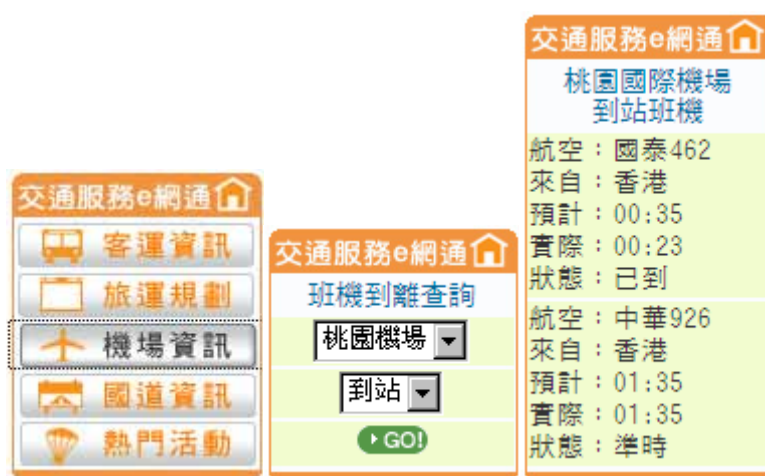 交通服務e網通
客運資訊
旅運規劃
機場資訊
國道資訊
熱門活動
交通服務e網通
班機到離查詢
桃園機場
到站
GO!
交通服務e網通
桃園國際機場
到站班機
航空：國泰462
來自：香港
預計：00:35
實際：00:23
狀態：已到
航空：中華926
來自：香港
預計：01:35
實際：01:35
狀態：準時